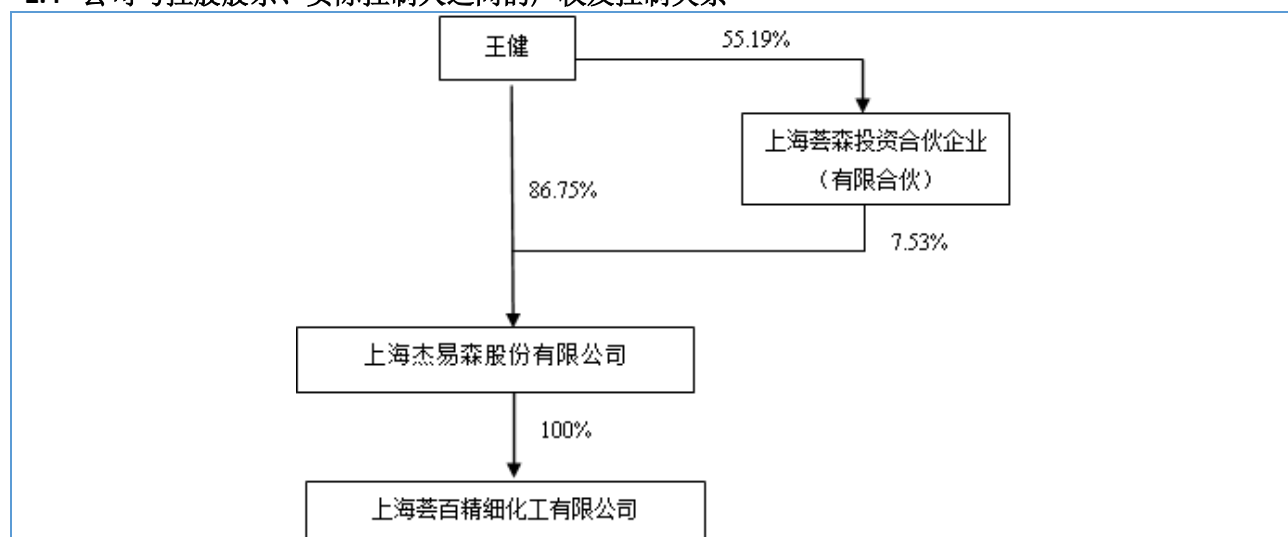 王健
55.19%
上海荟森投资合伙企业
（有限合伙）
86.75%
7.53%
上海杰易森股份有限公司
100%
上海荟百精细化工有限公司